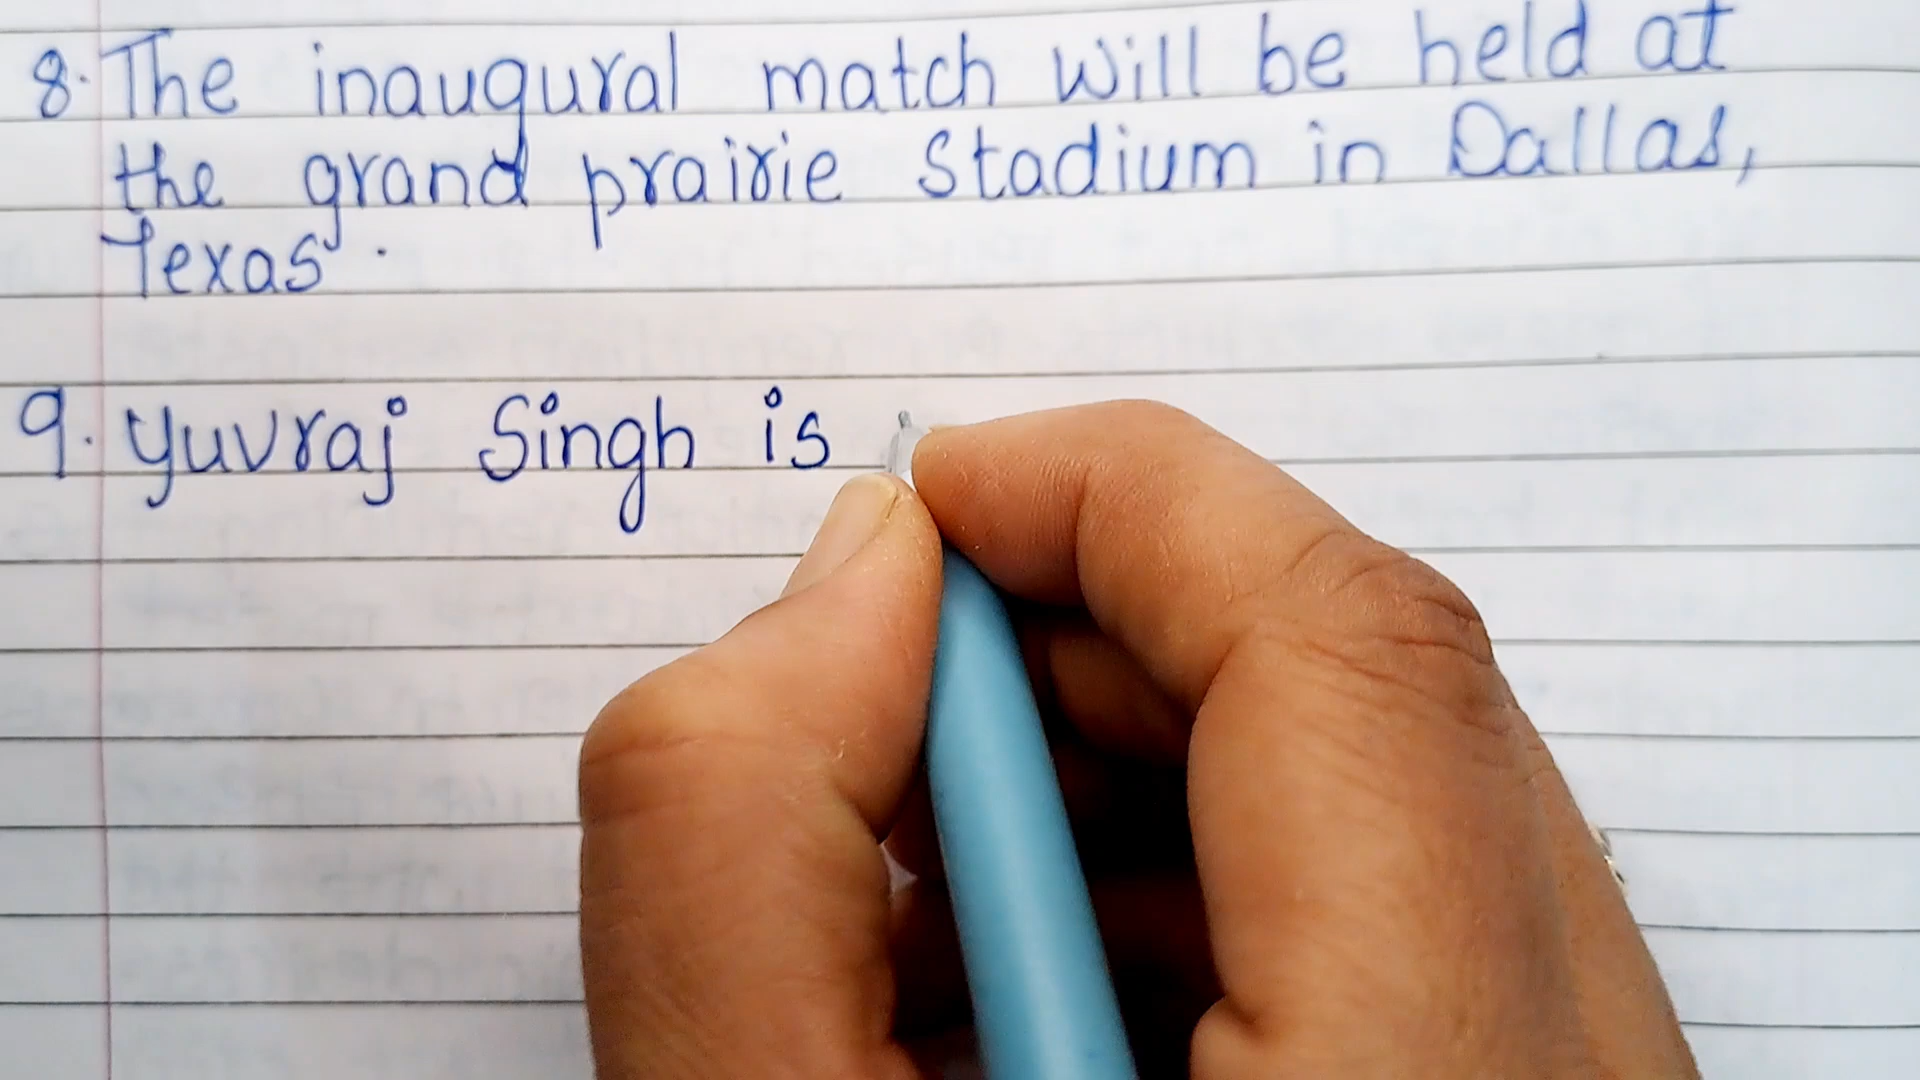 8. The inaugural match will be held at
the grand prairie Stadium in Dallas,
Texas.
9. Yuvraj Singh is